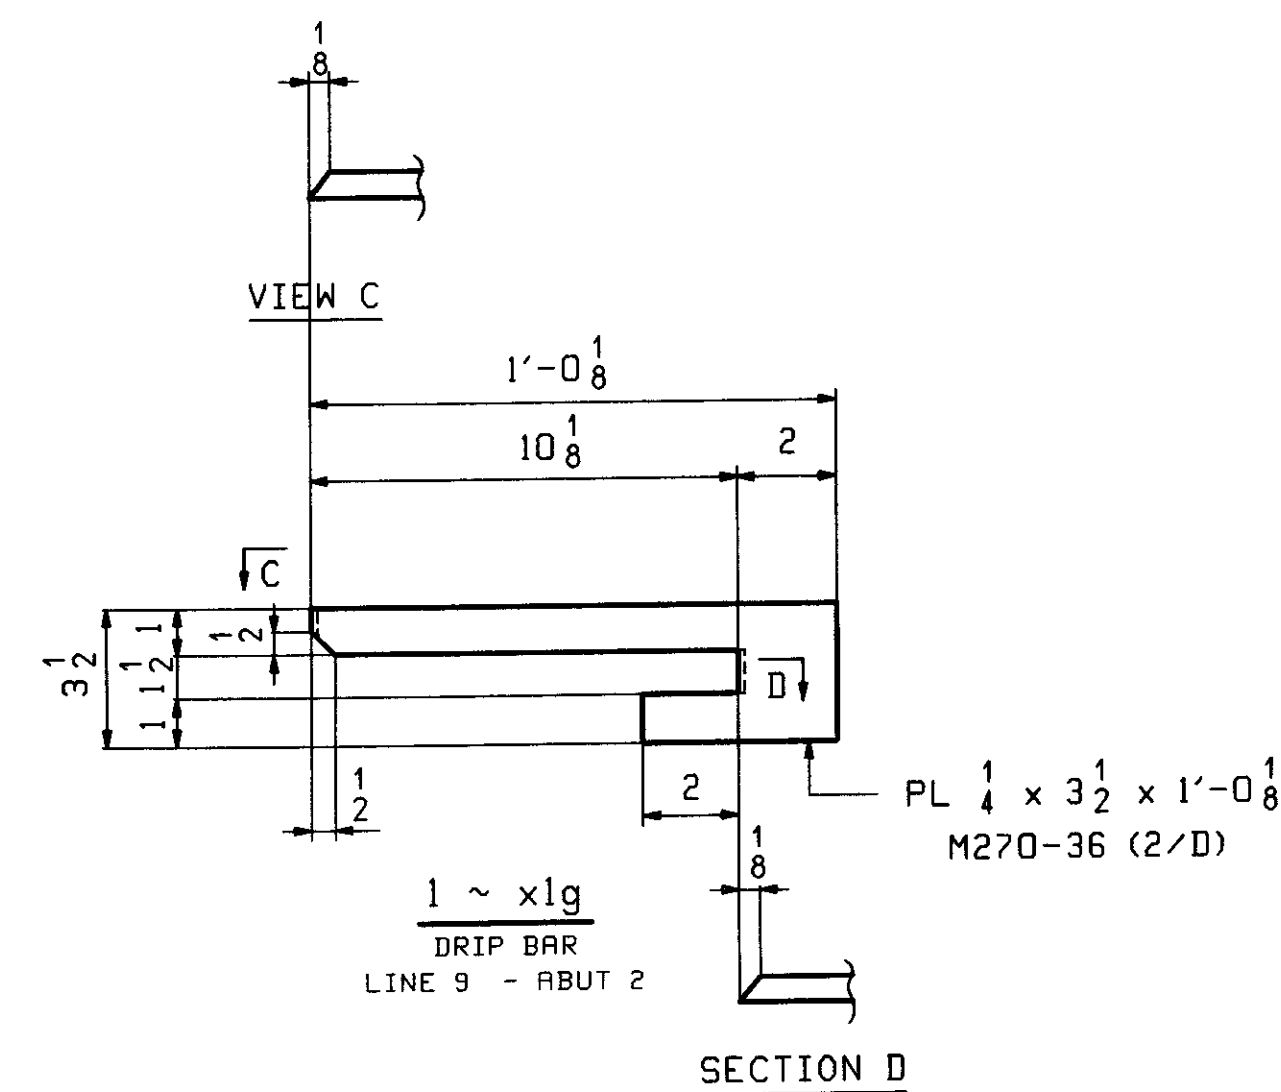 1/8
VIEW C
1'-0 1/8
10 1/8
2
C
3 1/2
1
1/2
1 1/2
1
D
1/2
2
PL 1/4 x 3 1/2 x 1'-0 1/8
M270-36 (2/D)
1/8
1 ~ x1g
DRIP BAR
LINE 9 - ABUT 2
SECTION D